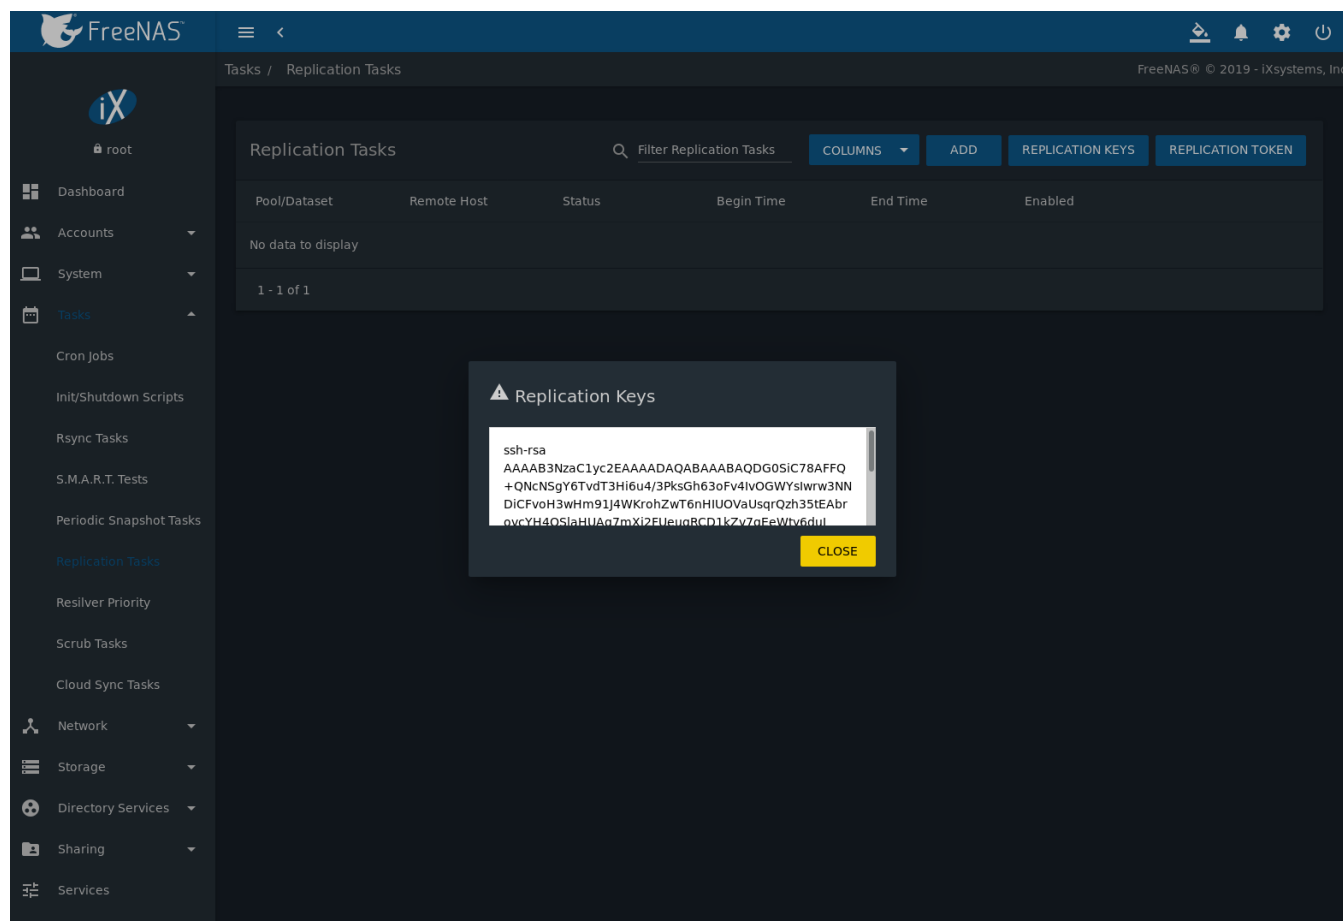 FreeNAS™
Tasks / Replication Tasks
FreeNAS® © 2019 - iXsystems, Inc
iX
root
Dashboard
Accounts
System
Tasks
Cron Jobs
Init/Shutdown Scripts
Rsync Tasks
S.M.A.R.T. Tests
Periodic Snapshot Tasks
Replication Tasks
Resilver Priority
Scrub Tasks
Cloud Sync Tasks
Network
Storage
Directory Services
Sharing
Services
Replication Tasks Filter Replication Tasks COLUMNS ADD REPLICATION KEYS REPLICATION TOKEN
Pool/Dataset Remote Host Status Begin Time End Time Enabled
No data to display
1 - 1 of 1
Replication Keys
ssh-rsa
AAAAB3NzaC1yc2EAAAADAQABAAABAQDG0SiC78AFFQ
+QNcNSgY6TvdT3Hi6u4/3PksGh63oFv4IvOGWYsIwrw3NN
DiCFvoH3wHm91J4WKrohZwT6nHIUOVaUsqrQzh35tEAbr
CLOSE